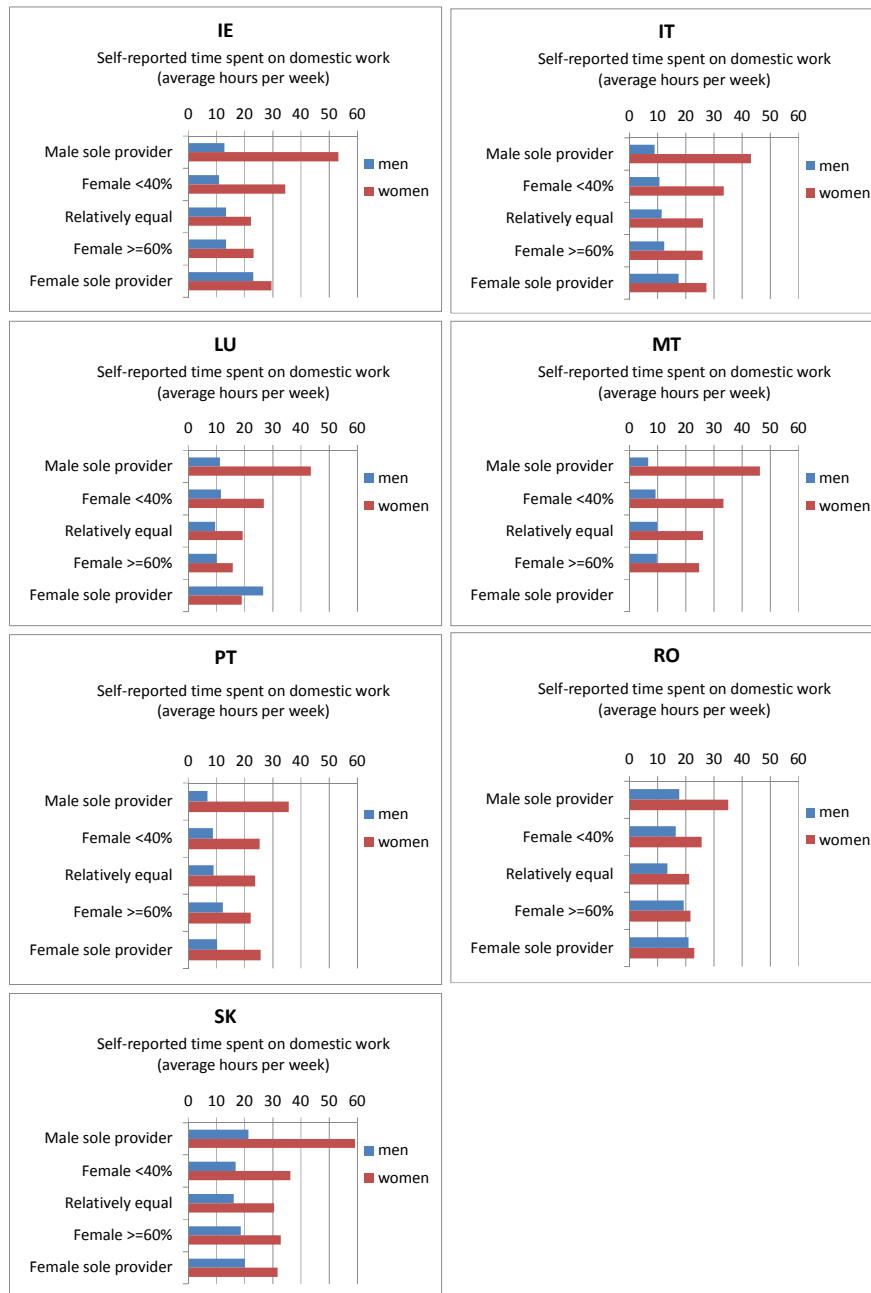 IE
Self-reported time spent on domestic work
(average hours per week)
0 10 20 30 40 50 60
Male sole provider
Female <40%
Relatively equal
Female >=60%
Female sole provider
men
women
IT
Self-reported time spent on domestic work
(average hours per week)
0 10 20 30 40 50 60
Male sole provider
Female <40%
Relatively equal
Female >=60%
Female sole provider
men
women
LU
Self-reported time spent on domestic work
(average hours per week)
0 10 20 30 40 50 60
Male sole provider
Female <40%
Relatively equal
Female >=60%
Female sole provider
men
women
MT
Self-reported time spent on domestic work
(average hours per week)
0 10 20 30 40 50 60
Male sole provider
Female <40%
Relatively equal
Female >=60%
Female sole provider
men
women
PT
Self-reported time spent on domestic work
(average hours per week)
0 10 20 30 40 50 60
Male sole provider
Female <40%
Relatively equal
Female >=60%
Female sole provider
men
women
RO
Self-reported time spent on domestic work
(average hours per week)
0 10 20 30 40 50 60
Male sole provider
Female <40%
Relatively equal
Female >=60%
Female sole provider
men
women
SK
Self-reported time spent on domestic work
(average hours per week)
0 10 20 30 40 50 60
Male sole provider
Female <40%
Relatively equal
Female >=60%
Female sole provider
men
women